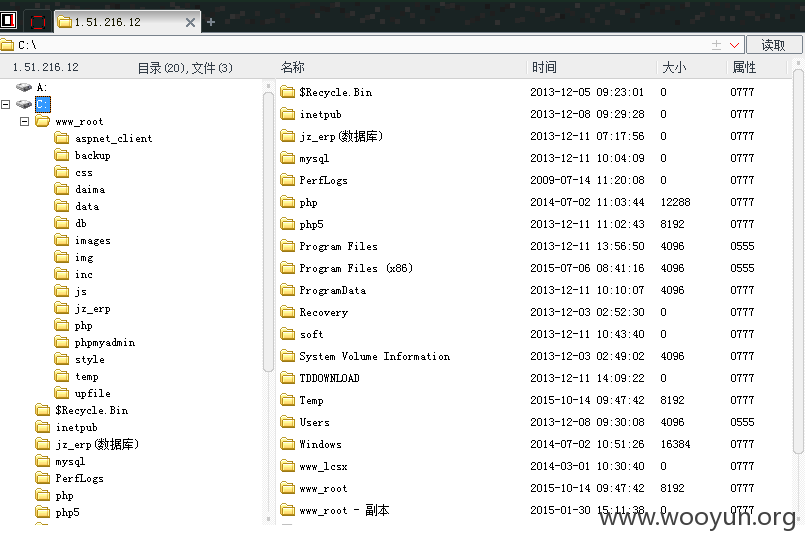 1.51.216.12
C:\ 读取
1.51.216.12 目录(20),文件(3) 名称 时间 大小 属性
A:
C:
www_root
aspnet_client
backup
css
daima
data
db
images
img
inc
js
jz_erp
php
phpmyadmin
style
temp
upfile
$Recycle.Bin
inetpub
jz_erp(数据库)
mysql
PerfLogs
php
php5
$Recycle.Bin 2013-12-05 09:23:01 0 0777
inetpub 2013-12-08 09:29:28 0 0777
jz_erp(数据库) 2013-12-11 07:17:56 0 0777
mysql 2013-12-11 10:04:09 0 0777
PerfLogs 2009-07-14 11:20:08 0 0777
php 2014-07-02 11:03:44 12288 0777
php5 2013-12-11 11:02:43 8192 0777
Program Files 2013-12-11 13:56:50 4096 0555
Program Files (x86) 2015-07-06 08:41:16 4096 0555
ProgramData 2013-12-11 10:10:07 4096 0777
Recovery 2013-12-03 02:52:30 0 0777
soft 2013-12-11 10:43:40 0 0777
System Volume Information 2013-12-03 02:49:02 4096 0777
TDDOWNLOAD 2013-12-11 14:09:22 0 0777
Temp 2015-10-14 09:47:42 8192 0777
Users 2013-12-08 09:30:08 4096 0555
Windows 2014-07-02 10:51:26 16384 0777
www_lcsx 2014-03-01 10:30:40 0 0777
www_root 2015-10-14 09:47:42 8192 0777
www_root - 副本 2015-01-30 15:11:38 0 0777
www.wooyun.org